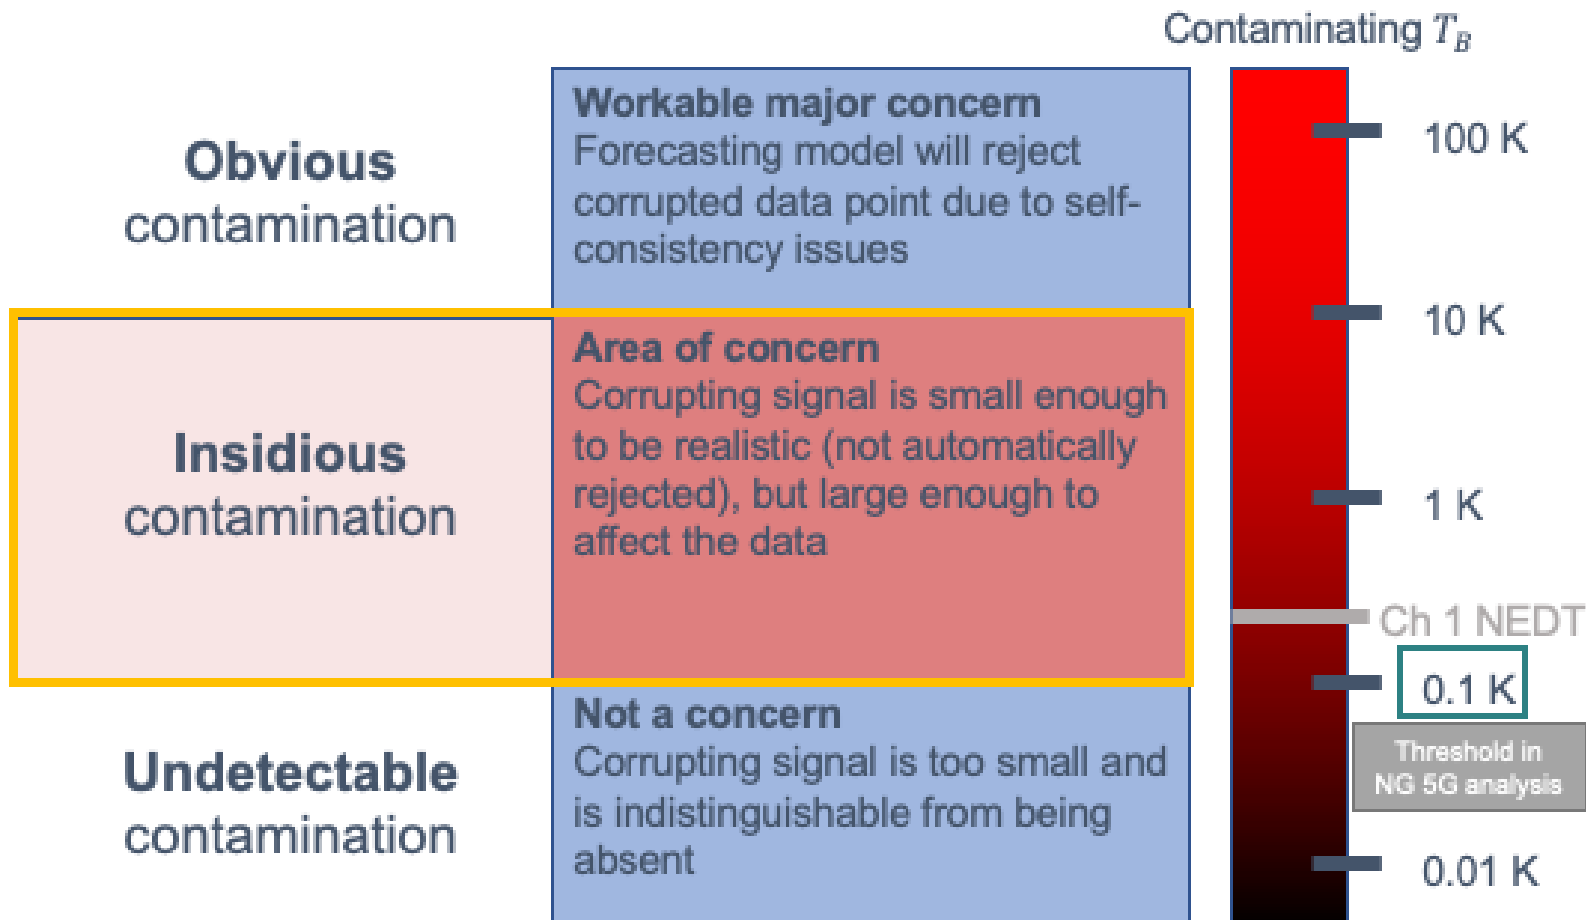 Contaminating T_B
Obvious
contamination
Workable major concern
Forecasting model will reject
corrupted data point due to self-
consistency issues
Insidious
contamination
Area of concern
Corrupting signal is small enough
to be realistic (not automatically
rejected), but large enough to
affect the data
Undetectable
contamination
Not a concern
Corrupting signal is too small and
is indistinguishable from being
absent
100 K
10 K
1 K
Ch 1 NEDT
0.1 K
Threshold in
NG 5G analysis
0.01 K